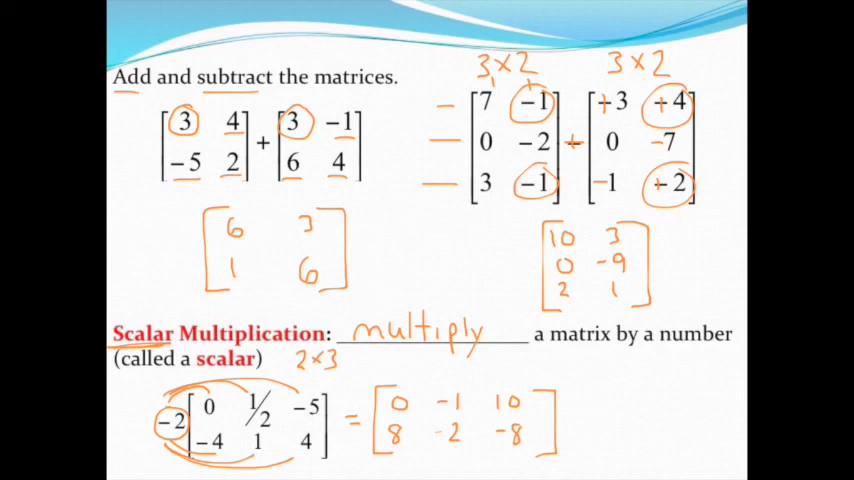 Add and subtract the matrices.
3×2 3×2
[3 4] + [3 -1]
[-5 2] [6 4]
[7 -1] + [+3 +4]
[0 -2] [0 -7]
[3 -1] [-1 +2]
[6 3]
[1 6]
[10 3]
[0 -9]
[2 1]
Scalar Multiplication: multiply a matrix by a number
(called a scalar) 2×3
-2 [0 1/2 -5] = [0 -1 10]
[-4 1 4] [8 -2 -8]